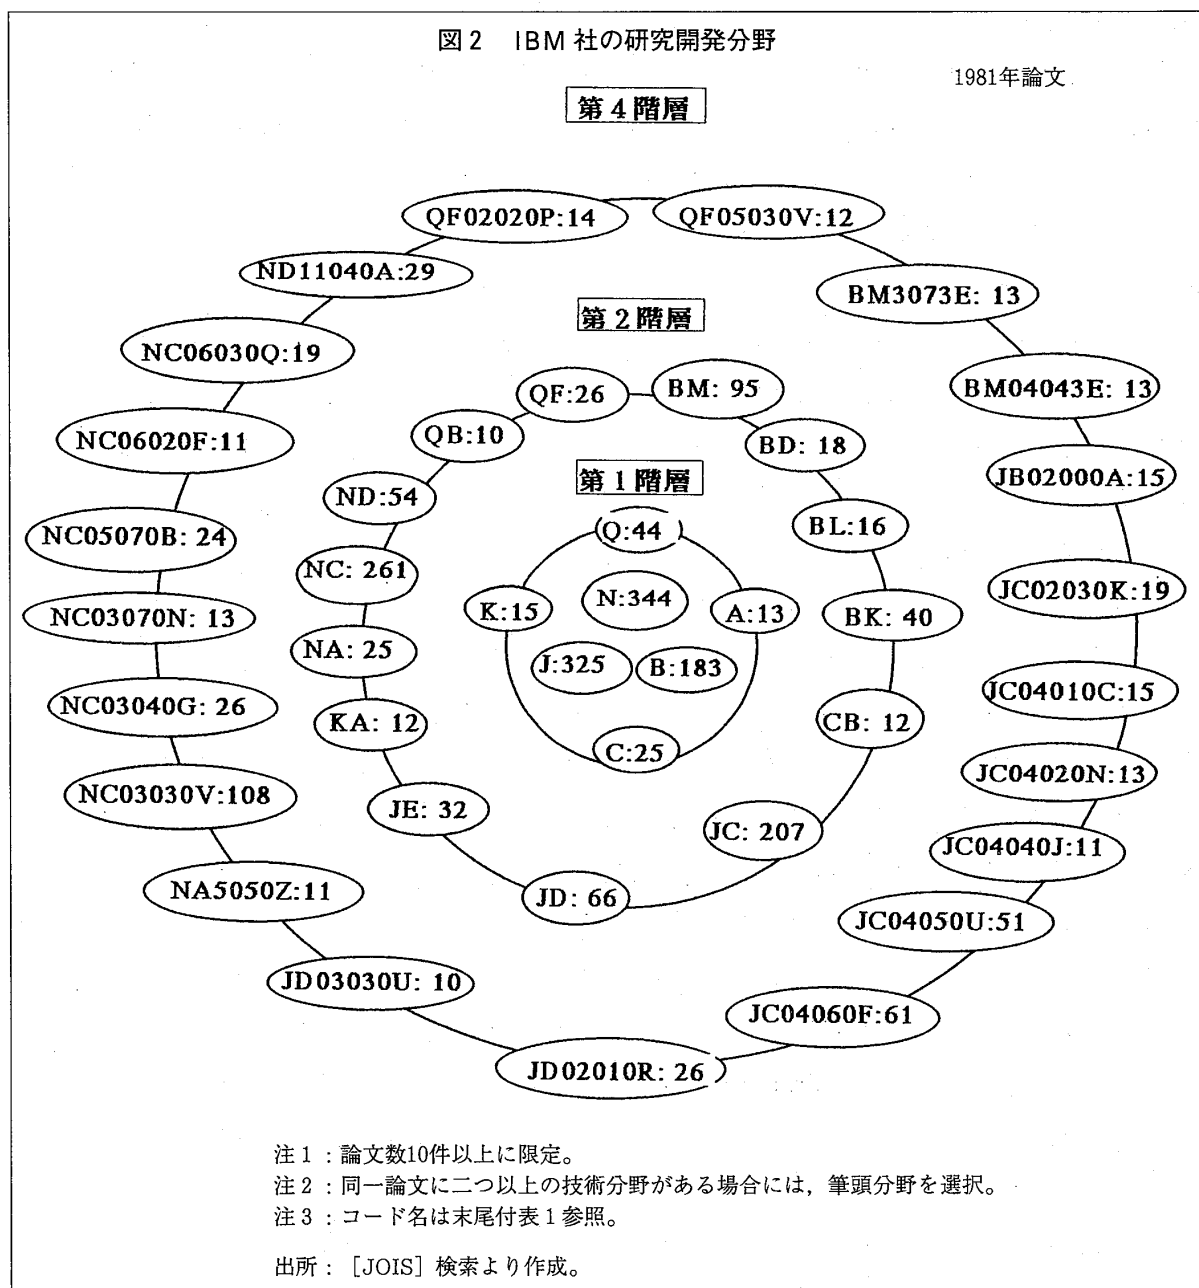 図2 IBM 社の研究開発分野
1981年論文
第4階層
QF02020P:14
QF05030V:12
ND11040A:29
BM3073E: 13
第2階層
NC06030Q:19
BM04043E: 13
QF:26
BM: 95
NC06020F:11
QB:10
BD: 18
JB02000A:15
第1階層
ND:54
Q:44
BL:16
NC05070B: 24
NC: 261
N:344
JC02030K:19
NC03070N: 13
K:15
A:13
BK: 40
NA: 25
J:325
B:183
JC04010C:15
NC03040G: 26
KA: 12
CB: 12
C:25
JC04020N:13
NC03030V:108
JE: 32
JC: 207
JC04040J:11
NA5050Z:11
JD: 66
JC04050U:51
JD03030U: 10
JC04060F:61
JD02010R: 26
注1:論文数10件以上に限定。
注2:同一論文に二つ以上の技術分野がある場合には,筆頭分野を選択。
注3:コード名は末尾付表1参照。
出所:[JOIS]検索より作成。